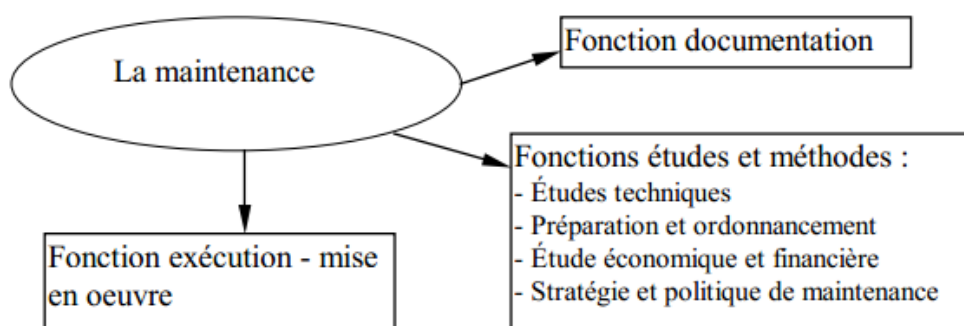 La maintenance
Fonction documentation
Fonctions études et méthodes :
- Études techniques
- Préparation et ordonnancement
- Étude économique et financière
- Stratégie et politique de maintenance
Fonction exécution - mise
en oeuvre